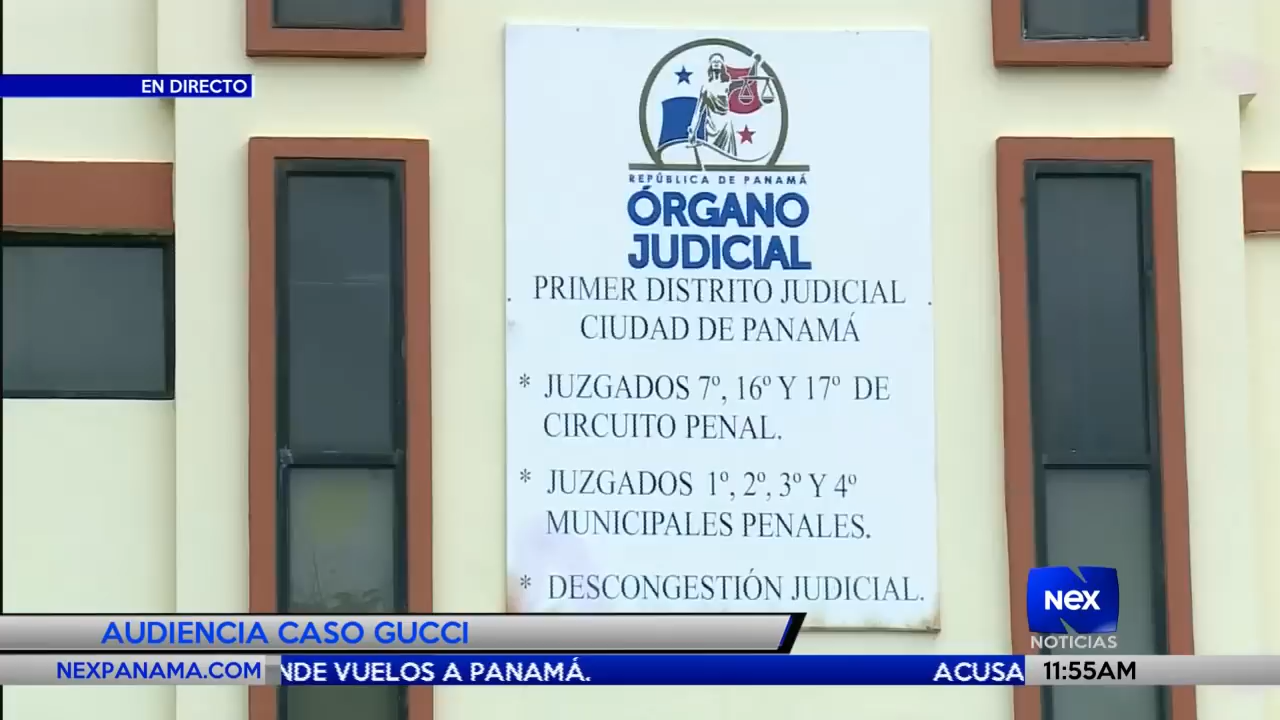 EN DIRECTO
REPÚBLICA DE PANAMÁ
ÓRGANO
JUDICIAL
. PRIMER DISTRITO JUDICIAL .
CIUDAD DE PANAMÁ
* JUZGADOS 7º, 16º Y 17º DE
CIRCUITO PENAL.
* JUZGADOS 1º, 2º, 3º Y 4º
MUNICIPALES PENALES.
* DESCONGESTIÓN JUDICIAL.
NEX
NOTICIAS
AUDIENCIA CASO GUCCI
NEXPANAMA.COM NDE VUELOS A PANAMÁ. ACUSA 11:55AM